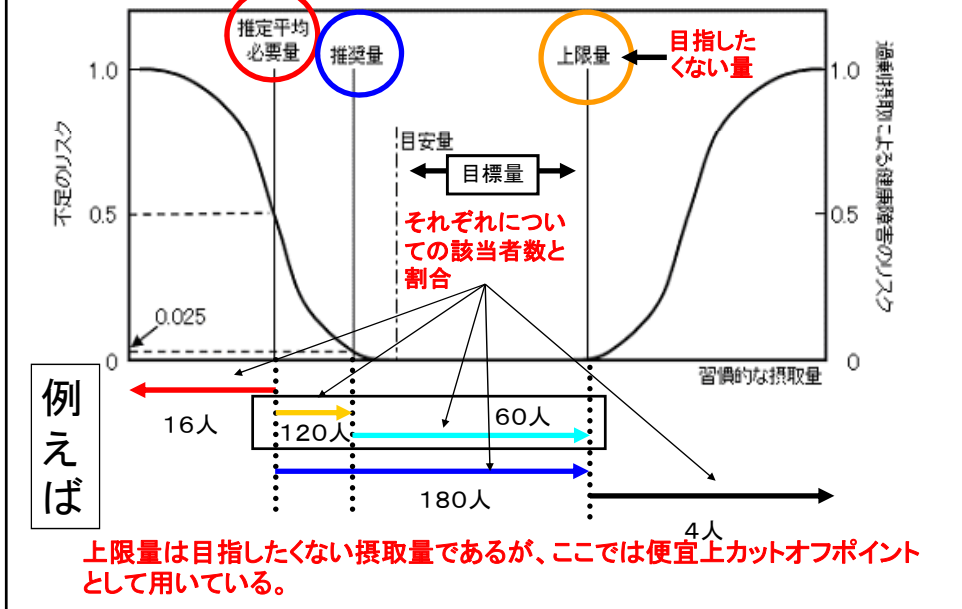 推定平均
必要量
推奨量
上限量
目指した
くない量
1.0
1.0
目安量
目標量
不足のリスク
過剰摂取による健康障害のリスク
0.5
0.5
それぞれについ
ての該当者数と
割合
0.025
0
0
習慣的な摂取量
例えば
16人
120人
60人
180人
4人
上限量は目指したくない摂取量であるが、ここでは便宜上カットオフポイント
として用いている。